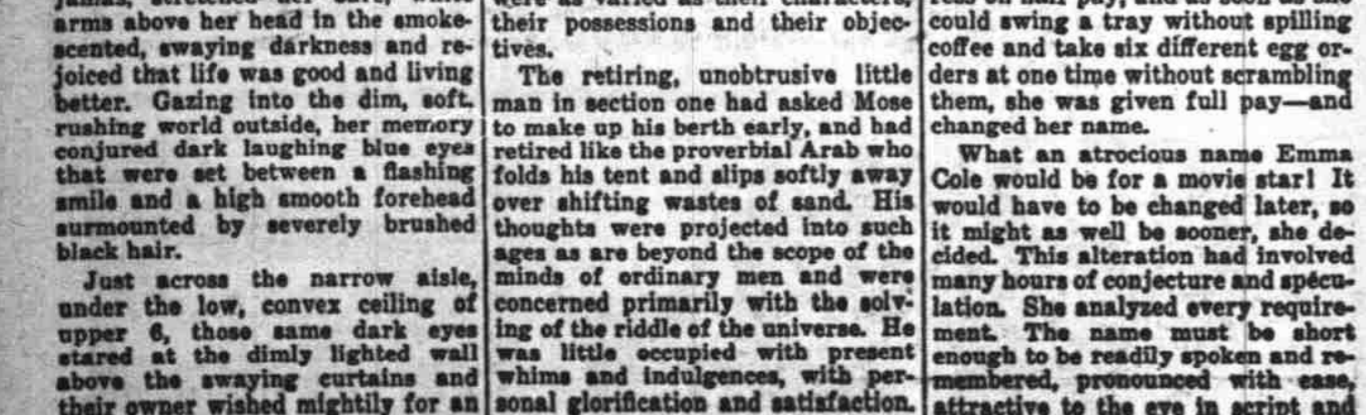 arms above her head in the smoke-
scented, swaying darkness and re-
joiced that life was good and living
better. Gazing into the dim, soft.
rushing world outside, her memory
conjured dark laughing blue eyes
that were set between a flashing
smile and a high smooth forehead
surmounted by severely brushed
black hair.
Just across the narrow aisle,
under the low, convex ceiling of
upper 6, those same dark eyes
stared at the dimly lighted wall
above the swaying curtains and
their owner wished mightily for an
their possessions and their objec-
tives.
The retiring, unobtrusive little
man in section one had asked Mose
to make up his berth early, and had
retired like the proverbial Arab who
folds his tent and slips softly away
over shifting wastes of sand. His
thoughts were projected into such
ages as are beyond the scope of the
minds of ordinary men and were
concerned primarily with the solv-
ing of the riddle of the universe. He
was little occupied with present
whims and indulgences, with per-
sonal glorification and satisfaction.
could swing a tray without spilling
coffee and take six different egg or-
ders at one time without scrambling
them, she was given full pay—and
changed her name.
What an atrocious name Emma
Cole would be for a movie star! It
would have to be changed later, so
it might as well be sooner, she de-
cided. This alteration had involved
many hours of conjecture and specu-
lation. She analyzed every require-
ment. The name must be short
enough to be readily spoken and re-
membered, pronounced with ease,
attractive to the eye in script and